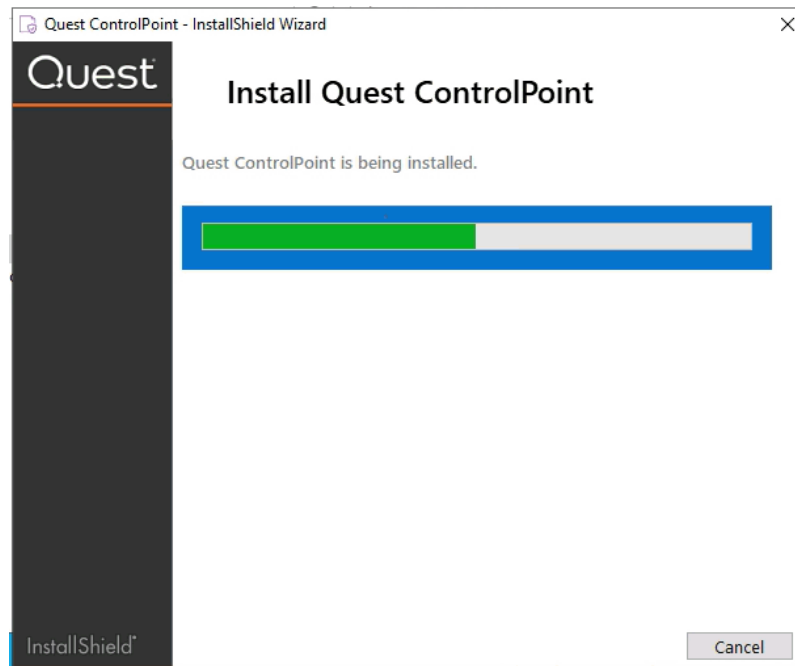 Quest ControlPoint - InstallShield Wizard
Quest
Install Quest ControlPoint
Quest ControlPoint is being installed.
InstallShield
Cancel